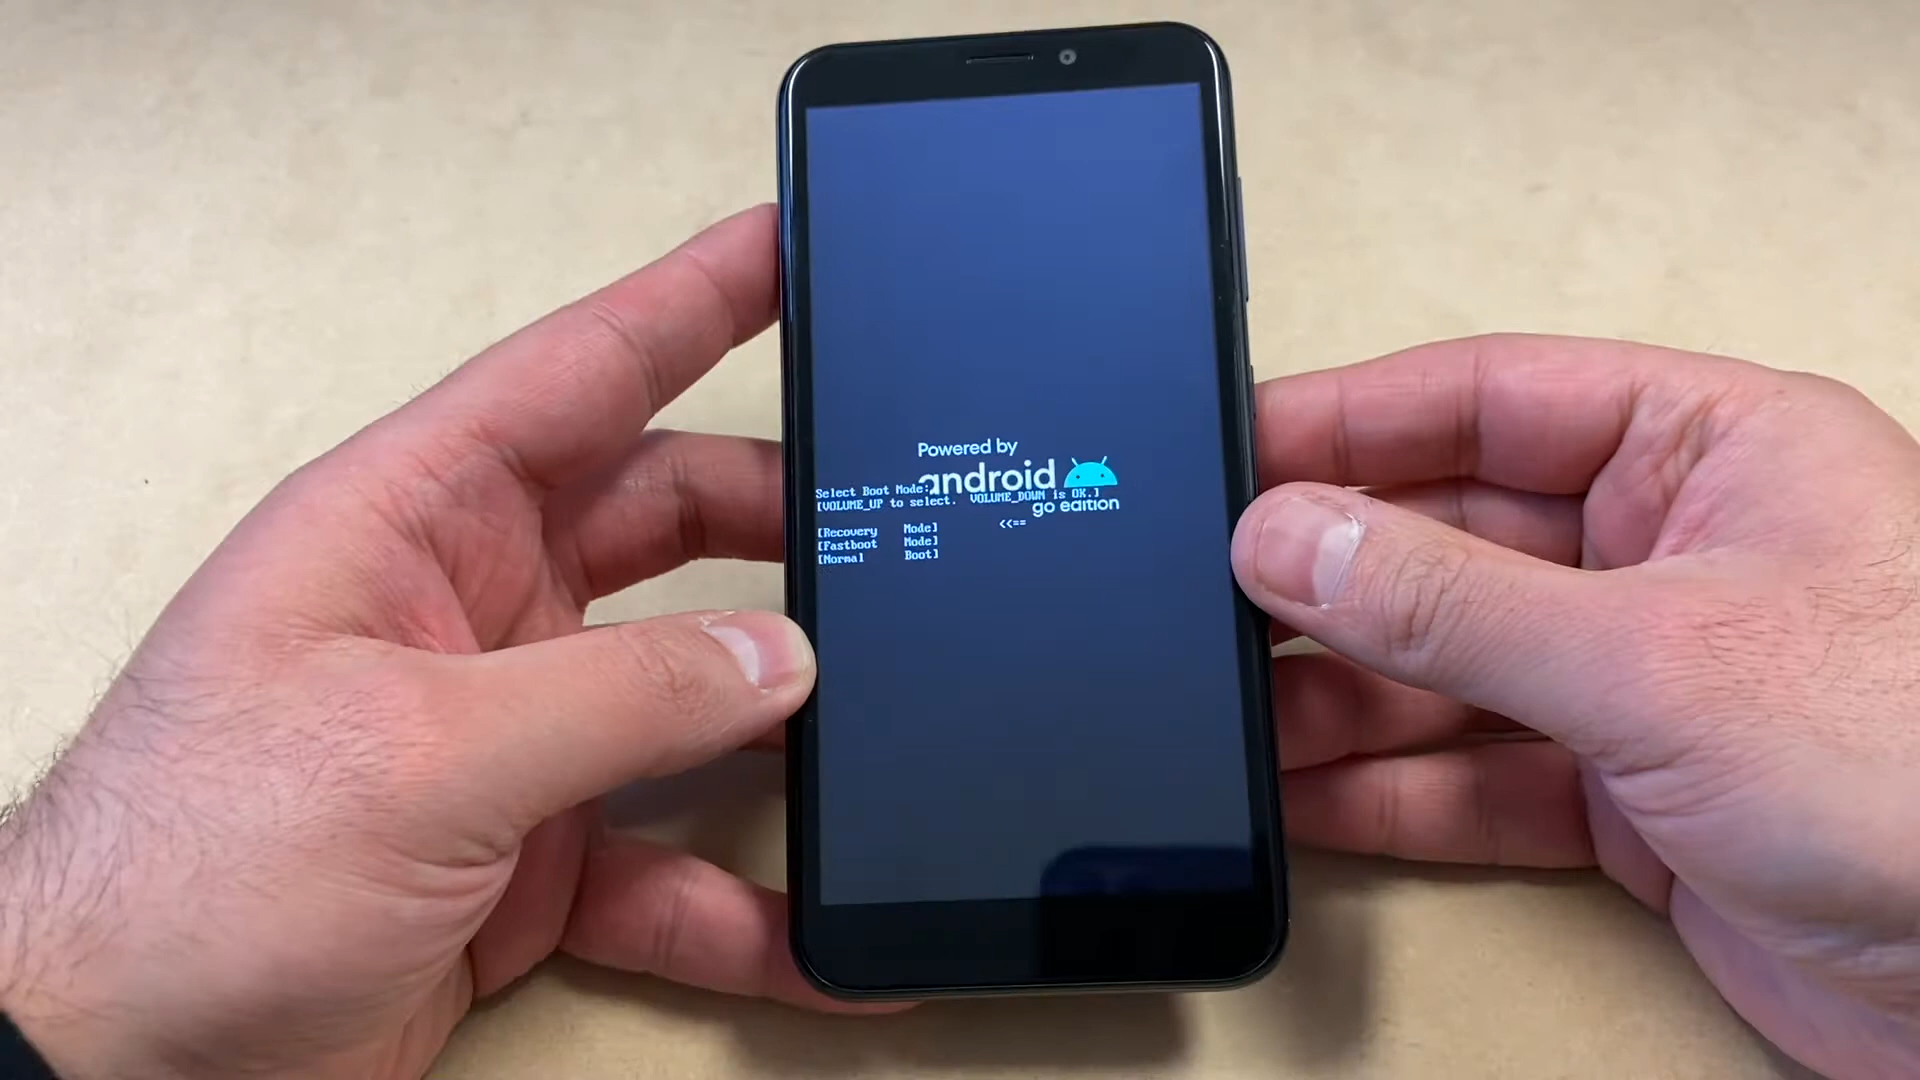 Powered by
android
go edition
Select Boot Mode:
[VOLUME_UP to select.  VOLUME_DOWN is OK.]
[Recovery    Mode]         <<==
[Fastboot    Mode]
[Normal      Boot]